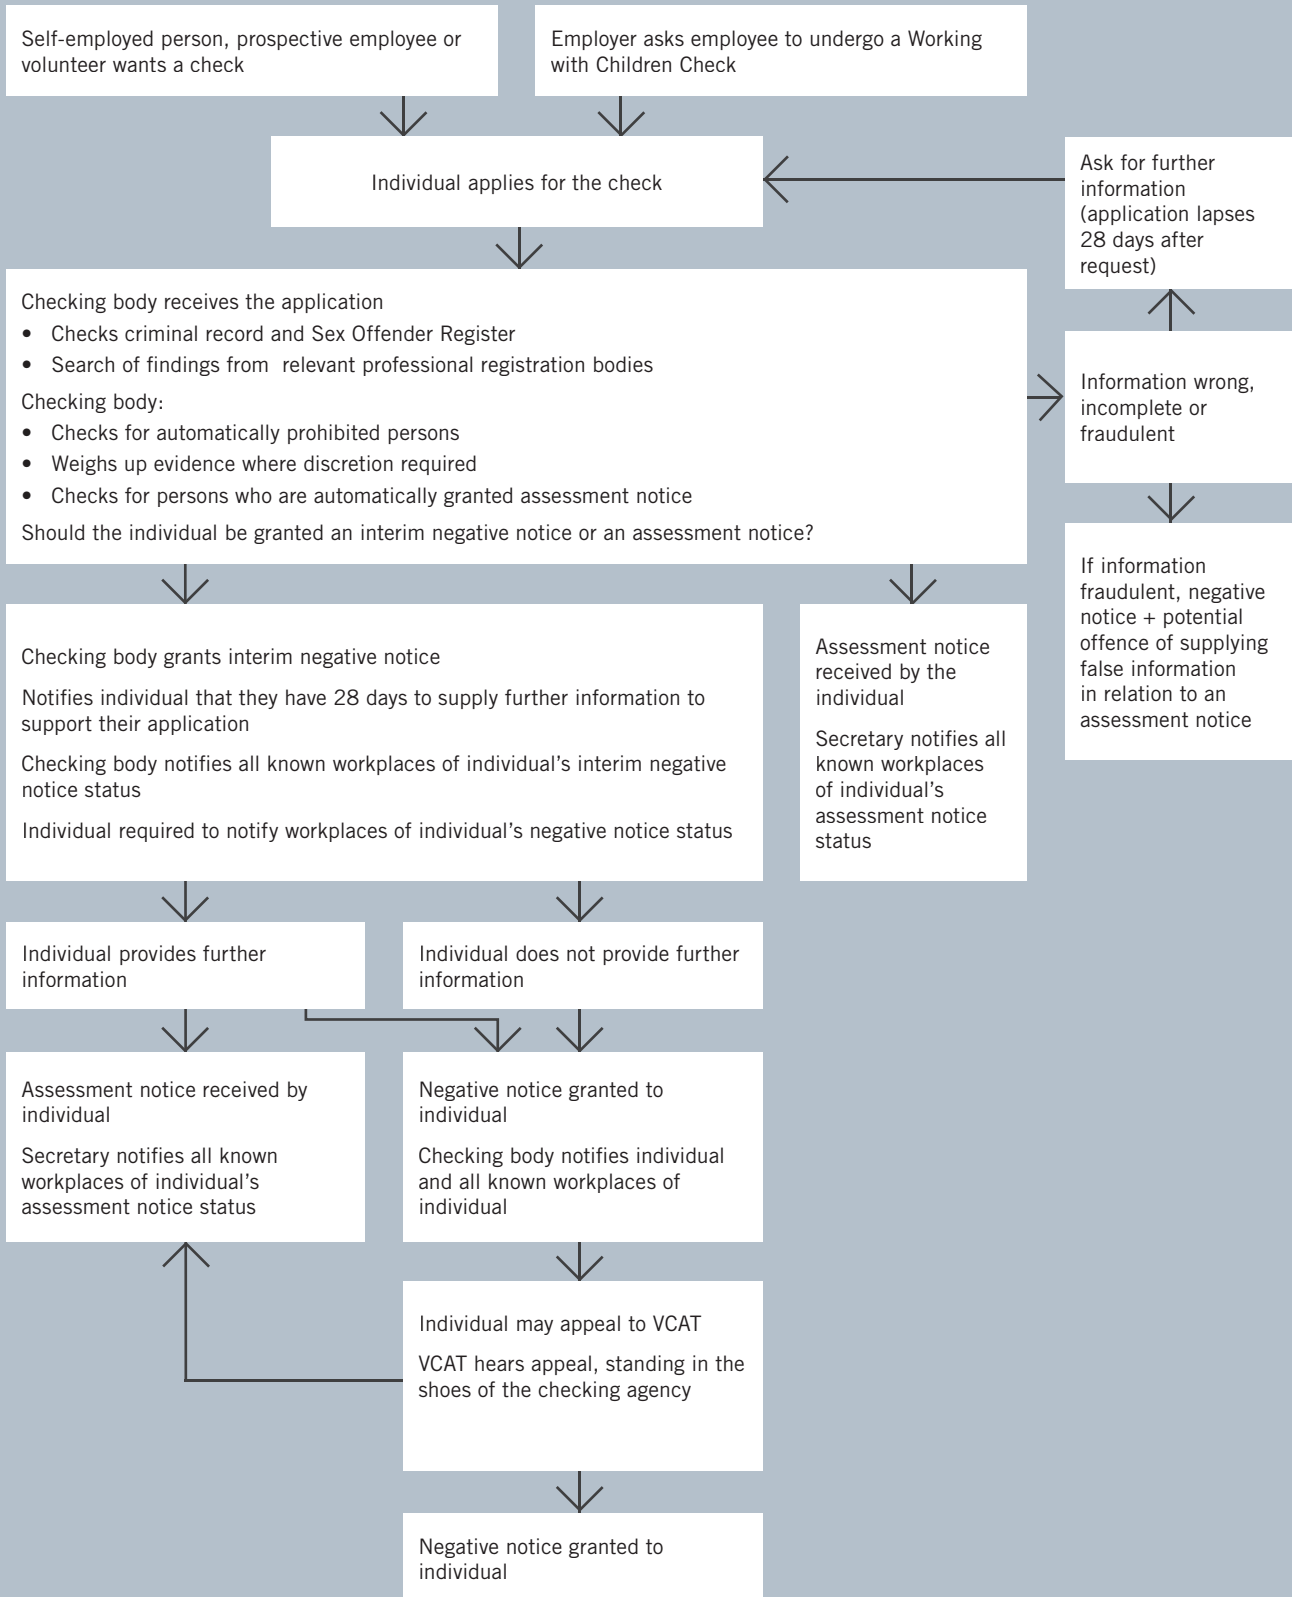 Self-employed person, prospective employee or
volunteer wants a check
Employer asks employee to undergo a Working
with Children Check
Individual applies for the check
Ask for further
information
(application lapses
28 days after
request)
Checking body receives the application
• Checks criminal record and Sex Offender Register
• Search of findings from relevant professional registration bodies
Checking body:
• Checks for automatically prohibited persons
• Weighs up evidence where discretion required
• Checks for persons who are automatically granted assessment notice
Should the individual be granted an interim negative notice or an assessment notice?
Information wrong,
incomplete or
fraudulent
If information
fraudulent, negative
notice + potential
offence of supplying
false information
in relation to an
assessment notice
Checking body grants interim negative notice
Notifies individual that they have 28 days to supply further information to
support their application
Checking body notifies all known workplaces of individual's interim negative
notice status
Individual required to notify workplaces of individual's negative notice status
Assessment notice
received by the
individual
Secretary notifies all
known workplaces
of individual's
assessment notice
status
Individual provides further
information
Individual does not provide further
information
Assessment notice received by
individual
Secretary notifies all known
workplaces of individual's
assessment notice status
Negative notice granted to
individual
Checking body notifies individual
and all known workplaces of
individual
Individual may appeal to VCAT
VCAT hears appeal, standing in the
shoes of the checking agency
Negative notice granted to
individual